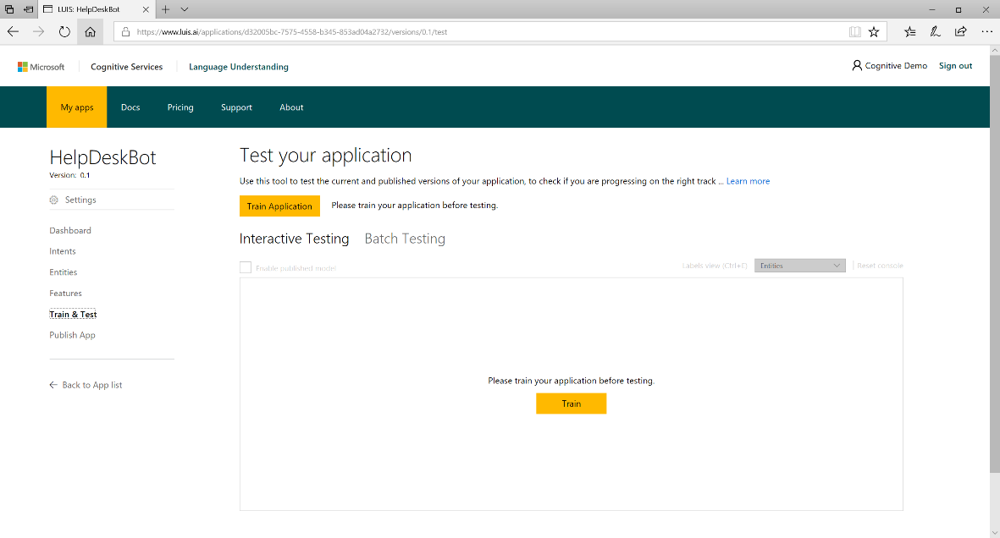 LUIS: HelpDeskBot
https://www.luis.ai/applications/d32005bc-7575-4558-b345-853ad04a2732/versions/0.1/test
Microsoft
Cognitive Services
Language Understanding
Cognitive Demo
Sign out
My apps
Docs
Pricing
Support
About
HelpDeskBot
Version: 0.1
Settings
Dashboard
Intents
Entities
Features
Train & Test
Publish App
Back to App list
Test your application
Use this tool to test the current and published versions of your application, to check if you are progressing on the right track ... Learn more
Train Application
Please train your application before testing.
Interactive Testing
Batch Testing
Enable published model
Labels view (Ctrl+E)
Entities
Reset console
Please train your application before testing.
Train